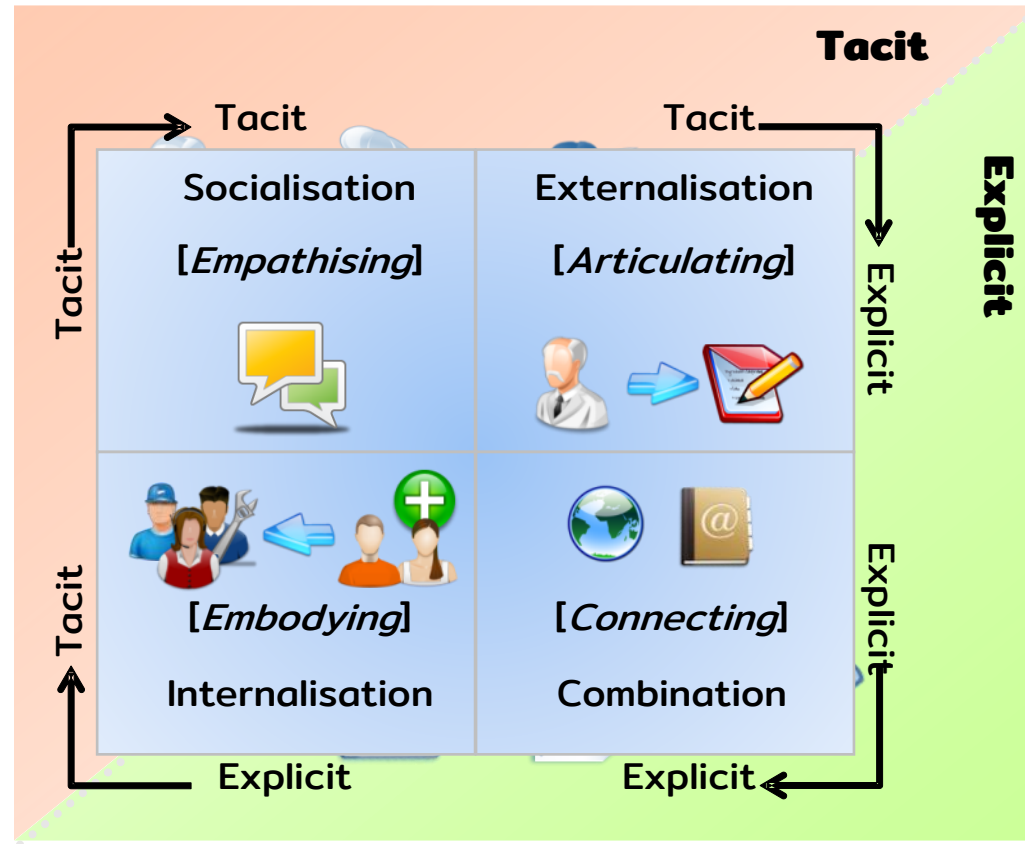 Tacit
Explicit
Tacit
Tacit
Tacit
Explicit
Socialisation
[Empathising]
Externalisation
[Articulating]
@
[Embodying]
Internalisation
[Connecting]
Combination
Tacit
Explicit
Explicit
Explicit